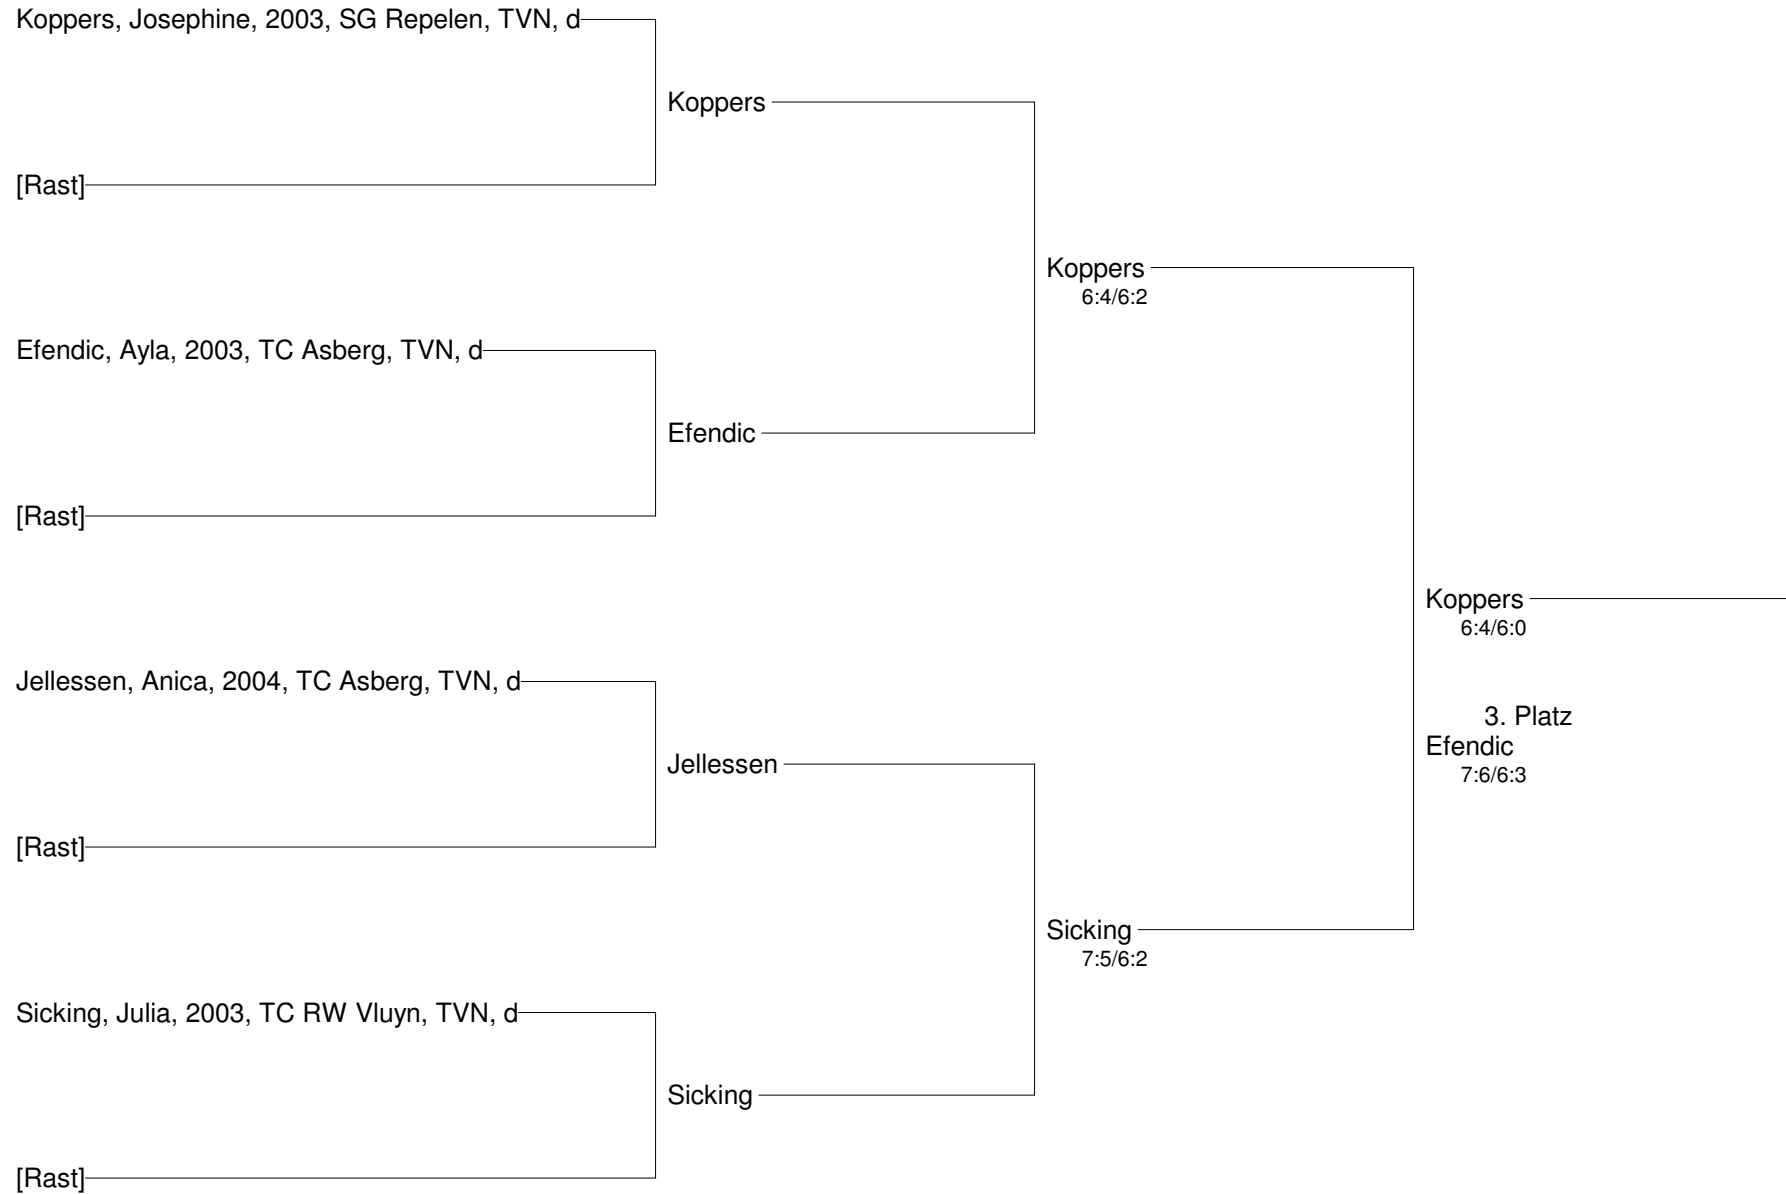 Koppers, Josephine, 2003, SG Repelen, TVN, d
Koppers
[Rast]
Koppers
6:4/6:2
Efendic, Ayla, 2003, TC Asberg, TVN, d
Efendic
[Rast]
Koppers
6:4/6:0
Jellessen, Anica, 2004, TC Asberg, TVN, d
3. Platz
Efendic
7:6/6:3
Jellessen
[Rast]
Sicking
7:5/6:2
Sicking, Julia, 2003, TC RW Vluyn, TVN, d
Sicking
[Rast]